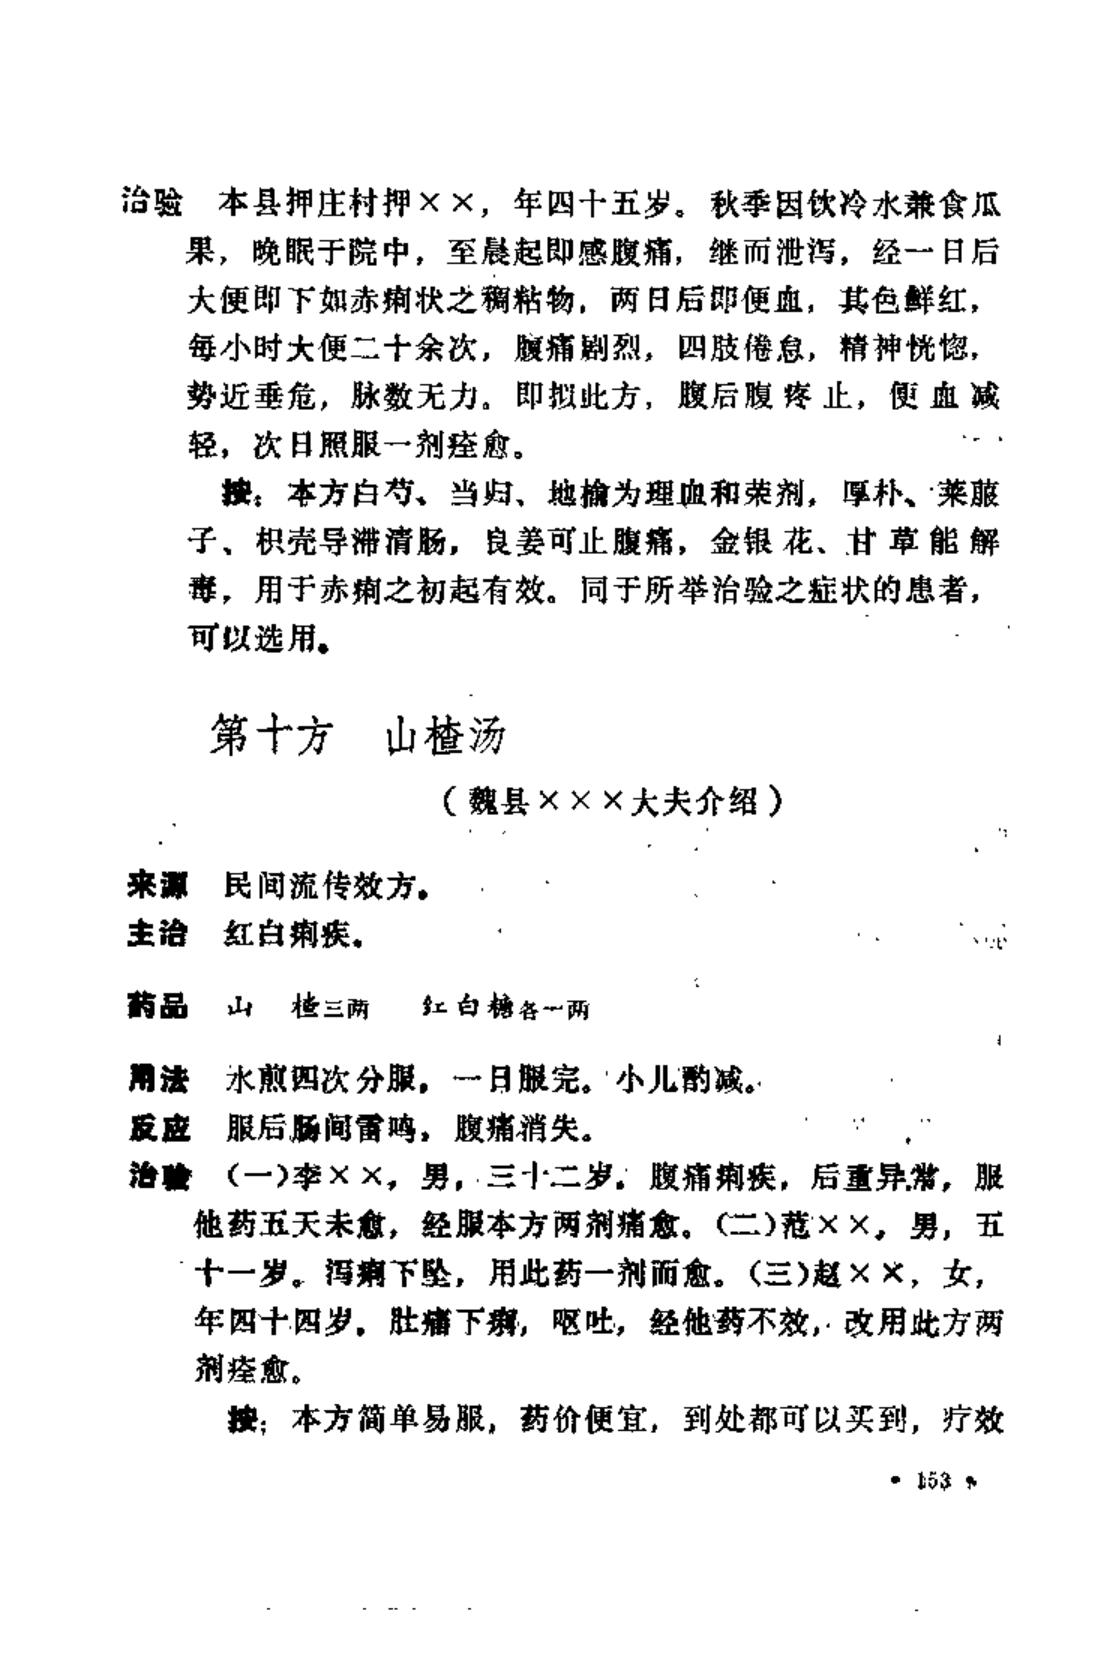 治验 本县押庄村押××，年四十五岁。秋季因饮冷水兼食瓜
果，晚眠于院中，至晨起即感腹痛，继而泄泻，经一日后
大便即下如赤痢状之稠粘物，两日后即便血，其色鲜红，
每小时大便二十余次，腹痛剧烈，四肢倦怠，精神恍惚，
势近垂危，脉数无力。即拟此方，腹后腹疼止，便血减
轻，次日照服一剂痊愈。
按：本方白芍、当归、地榆为理血和荣剂，厚朴、莱菔
子、枳壳导滞清肠，良姜可止腹痛，金银花、甘草能解
毒，用于赤痢之初起有效。同于所举治验之症状的患者，
可以选用。
第十方 山楂汤
（魏县×××大夫介绍）
来源 民间流传效方。
主治 红白痢疾。
药品 山 楂三两 红白糖各一两
用法 水煎四次分服，一日服完。小儿酌减。
反应 服后肠间雷鸣，腹痛消失。
治验 （一）李××，男，三十二岁。腹痛痢疾，后重异常，服
他药五天未愈，经服本方两剂痛愈。（二）范××，男，五
十一岁。泻痢下坠，用此药一剂而愈。（三）赵××，女，
年四十四岁。肚痛下痢，呕吐，经他药不效，改用此方两
剂痊愈。
按：本方简单易服，药价便宜，到处都可以买到，疗效
• 153 •